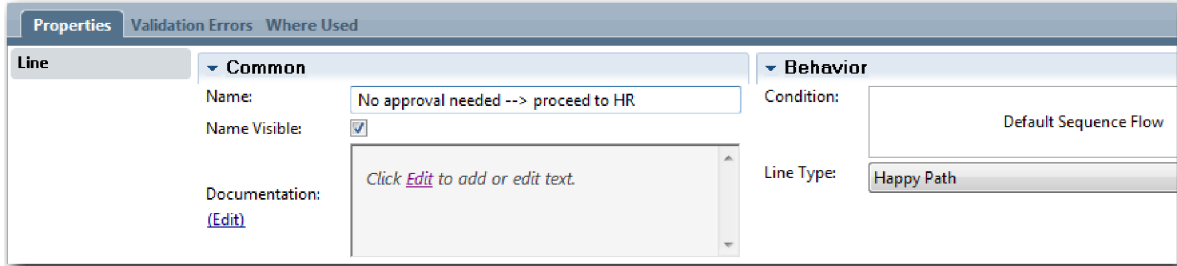 Properties Validation Errors Where Used
Line
Common
Name: No approval needed --> proceed to HR
Name Visible:
Click Edit to add or edit text.
Documentation:
(Edit)
Behavior
Condition: Default Sequence Flow
Line Type: Happy Path